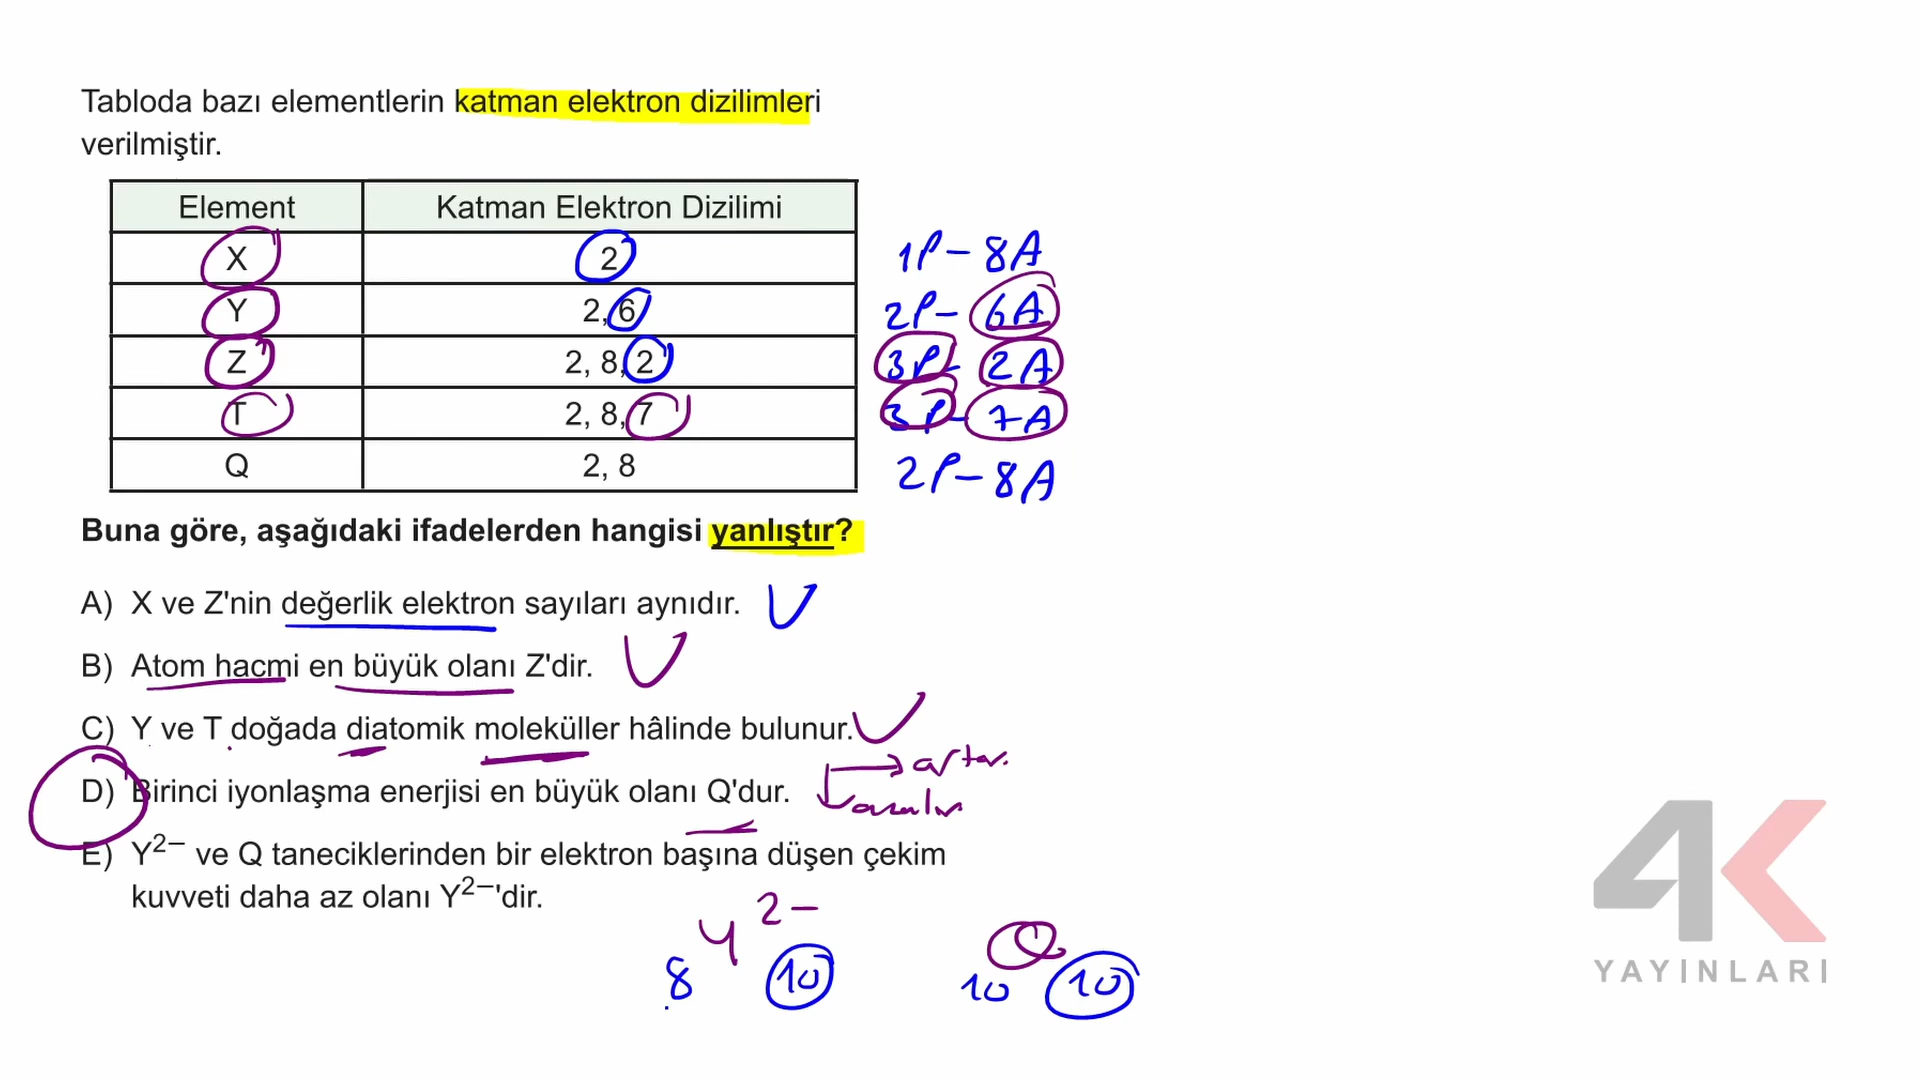 Tabloda bazı elementlerin katman elektron dizilimleri
verilmiştir.
Element Katman Elektron Dizilimi
X 2 1P-8A
Y 2, 6 2P-6A
Z 2, 8, 2 3P-2A
T 2, 8, 7 3P-7A
Q 2, 8 2P-8A
Buna göre, aşağıdaki ifadelerden hangisi yanlıştır?
A) X ve Z'nin değerlik elektron sayıları aynıdır.
B) Atom hacmi en büyük olanı Z'dir.
C) Y ve T doğada diatomik moleküller hâlinde bulunur.
artar.
D) Birinci iyonlaşma enerjisi en büyük olanı Q'dur.
azalır
E) Y²⁻ ve Q taneciklerinden bir elektron başına düşen çekim
kuvveti daha az olanı Y²⁻'dir.
8 Y²⁻ 10 10 Q 10
4K
YAYINLARI